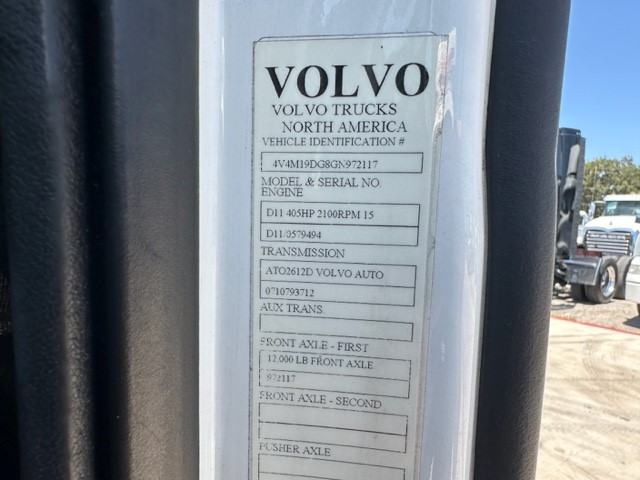 VOLVO
VOLVO TRUCKS
NORTH AMERICA
VEHICLE IDENTIFICATION #
4V4M19DG8GN972117
MODEL & SERIAL NO.
ENGINE
D11 405HP 2100RPM 15
D11/0579494
TRANSMISSION
ATO2612D VOLVO AUTO
0710793712
AUX TRANS.
FRONT AXLE - FIRST
12,000 LB FRONT AXLE
972117
FRONT AXLE - SECOND
PUSHER AXLE